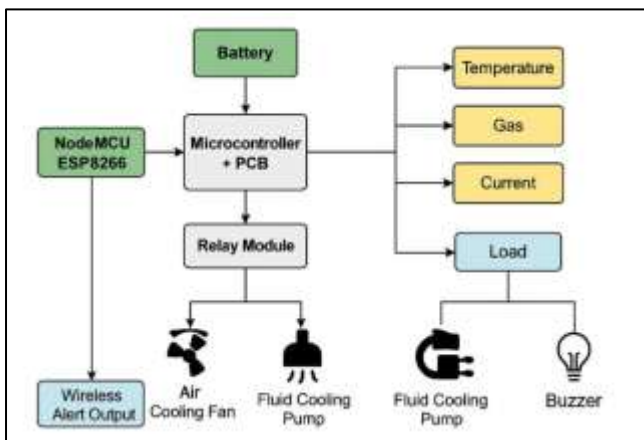 Battery
NodeMCU
ESP8266
Microcontroller
+ PCB
Relay Module
Temperature
Gas
Current
Load
Wireless
Alert Output
Air
Cooling Fan
Fluid Cooling
Pump
Fluid Cooling
Pump
Buzzer